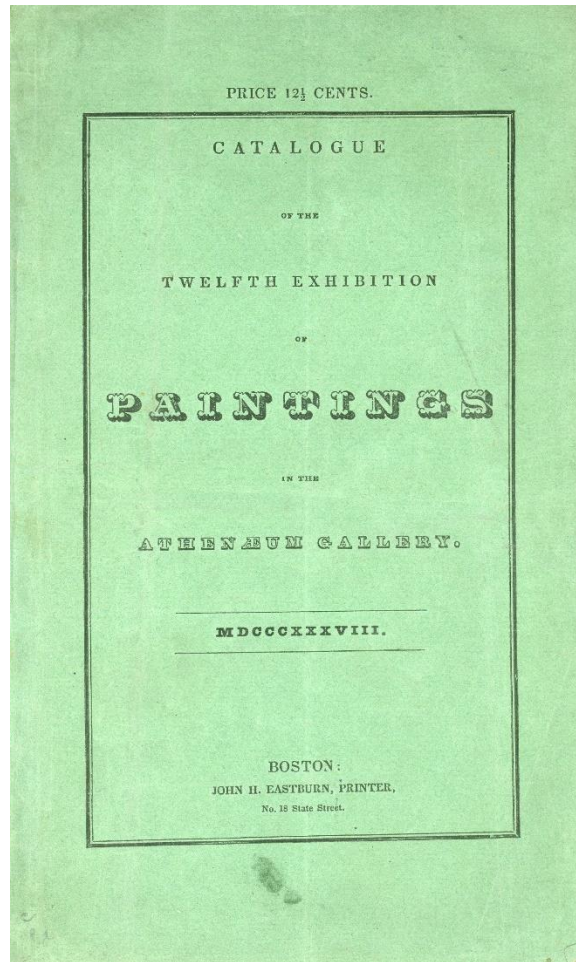 PRICE 12½ CENTS.
CATALOGUE
OF THE
TWELFTH EXHIBITION
OF
PAINTINGS
IN THE
ATHENÆUM GALLERY.
MDCCCXXXVIII.
BOSTON:
JOHN H. EASTBURN, PRINTER,
No. 18 State Street.